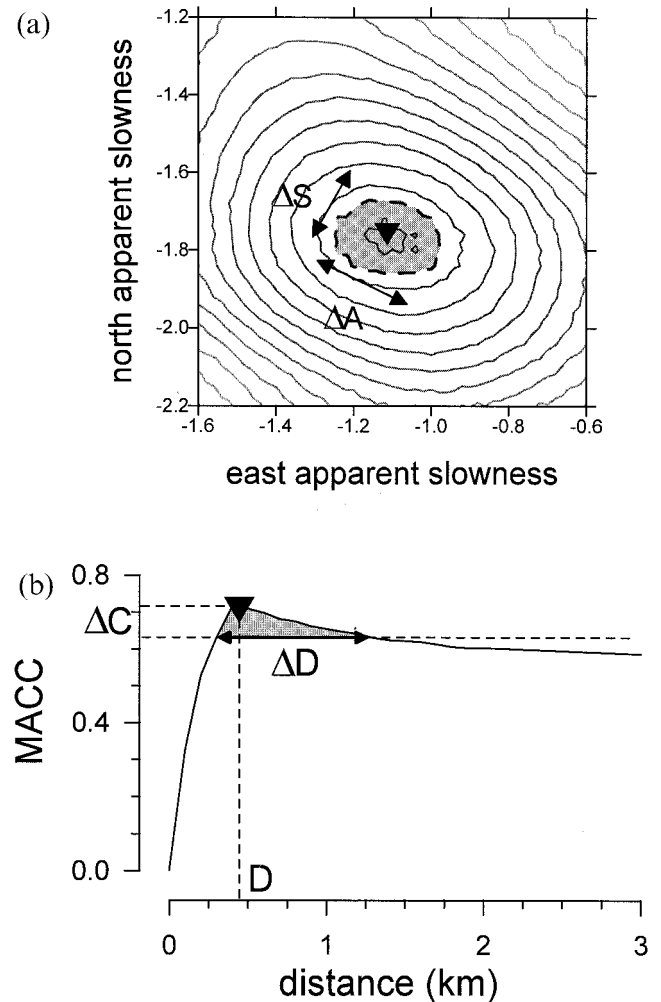 (a)
north apparent slowness
-1.2
-1.4
-1.6
-1.8
-2.0
-2.2
ΔS
ΔA
-1.6 -1.4 -1.2 -1.0 -0.8 -0.6
east apparent slowness
(b)
MACC
0.8
0.4
0.0
ΔC
ΔD
D
0 1 2 3
distance (km)